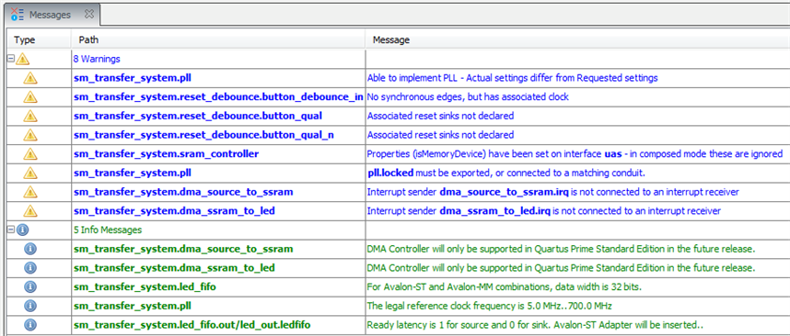 Messages
Type Path Message
8 Warnings
sm_transfer_system.pll Able to implement PLL - Actual settings differ from Requested settings
sm_transfer_system.reset_debounce.button_debounce_in No synchronous edges, but has associated clock
sm_transfer_system.reset_debounce.button_qual Associated reset sinks not declared
sm_transfer_system.reset_debounce.button_qual_n Associated reset sinks not declared
sm_transfer_system.sram_controller Properties (isMemoryDevice) have been set on interface uas - in composed mode these are ignored
sm_transfer_system.pll pll.locked must be exported, or connected to a matching conduit.
sm_transfer_system.dma_source_to_ssram Interrupt sender dma_source_to_ssram.irq is not connected to an interrupt receiver
sm_transfer_system.dma_ssram_to_led Interrupt sender dma_ssram_to_led.irq is not connected to an interrupt receiver
5 Info Messages
sm_transfer_system.dma_source_to_ssram DMA Controller will only be supported in Quartus Prime Standard Edition in the future release.
sm_transfer_system.dma_ssram_to_led DMA Controller will only be supported in Quartus Prime Standard Edition in the future release.
sm_transfer_system.led_fifo For Avalon-ST and Avalon-MM combinations, data width is 32 bits.
sm_transfer_system.pll The legal reference clock frequency is 5.0 MHz..700.0 MHz
sm_transfer_system.led_fifo.out/led_out.ledfifo Ready latency is 1 for source and 0 for sink. Avalon-ST Adapter will be inserted..